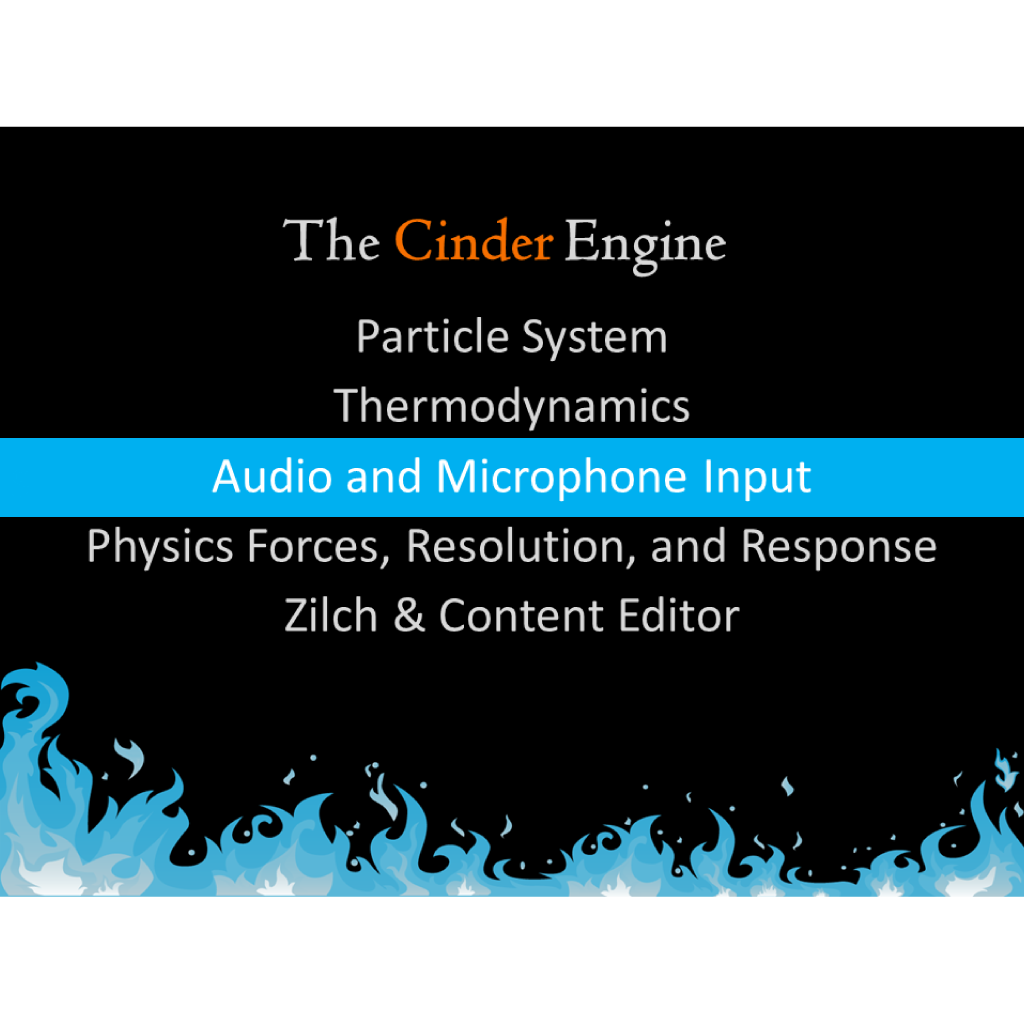 The Cinder Engine
Particle System
Thermodynamics
Audio and Microphone Input
Physics Forces, Resolution, and Response
Zilch & Content Editor